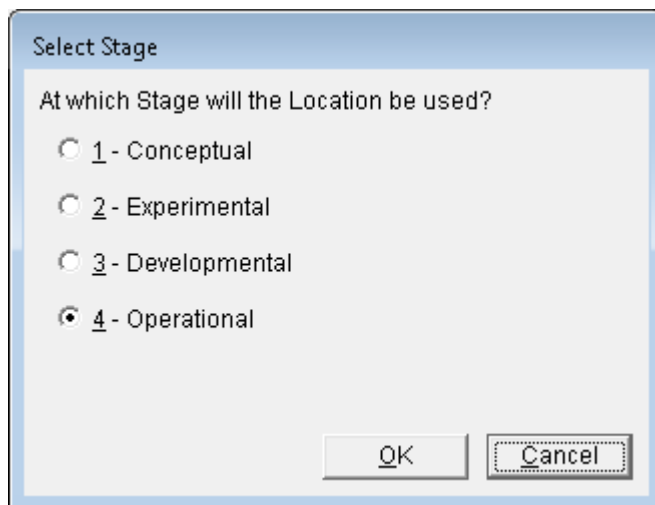 Select Stage
At which Stage will the Location be used?
1 - Conceptual
2 - Experimental
3 - Developmental
4 - Operational
OK Cancel